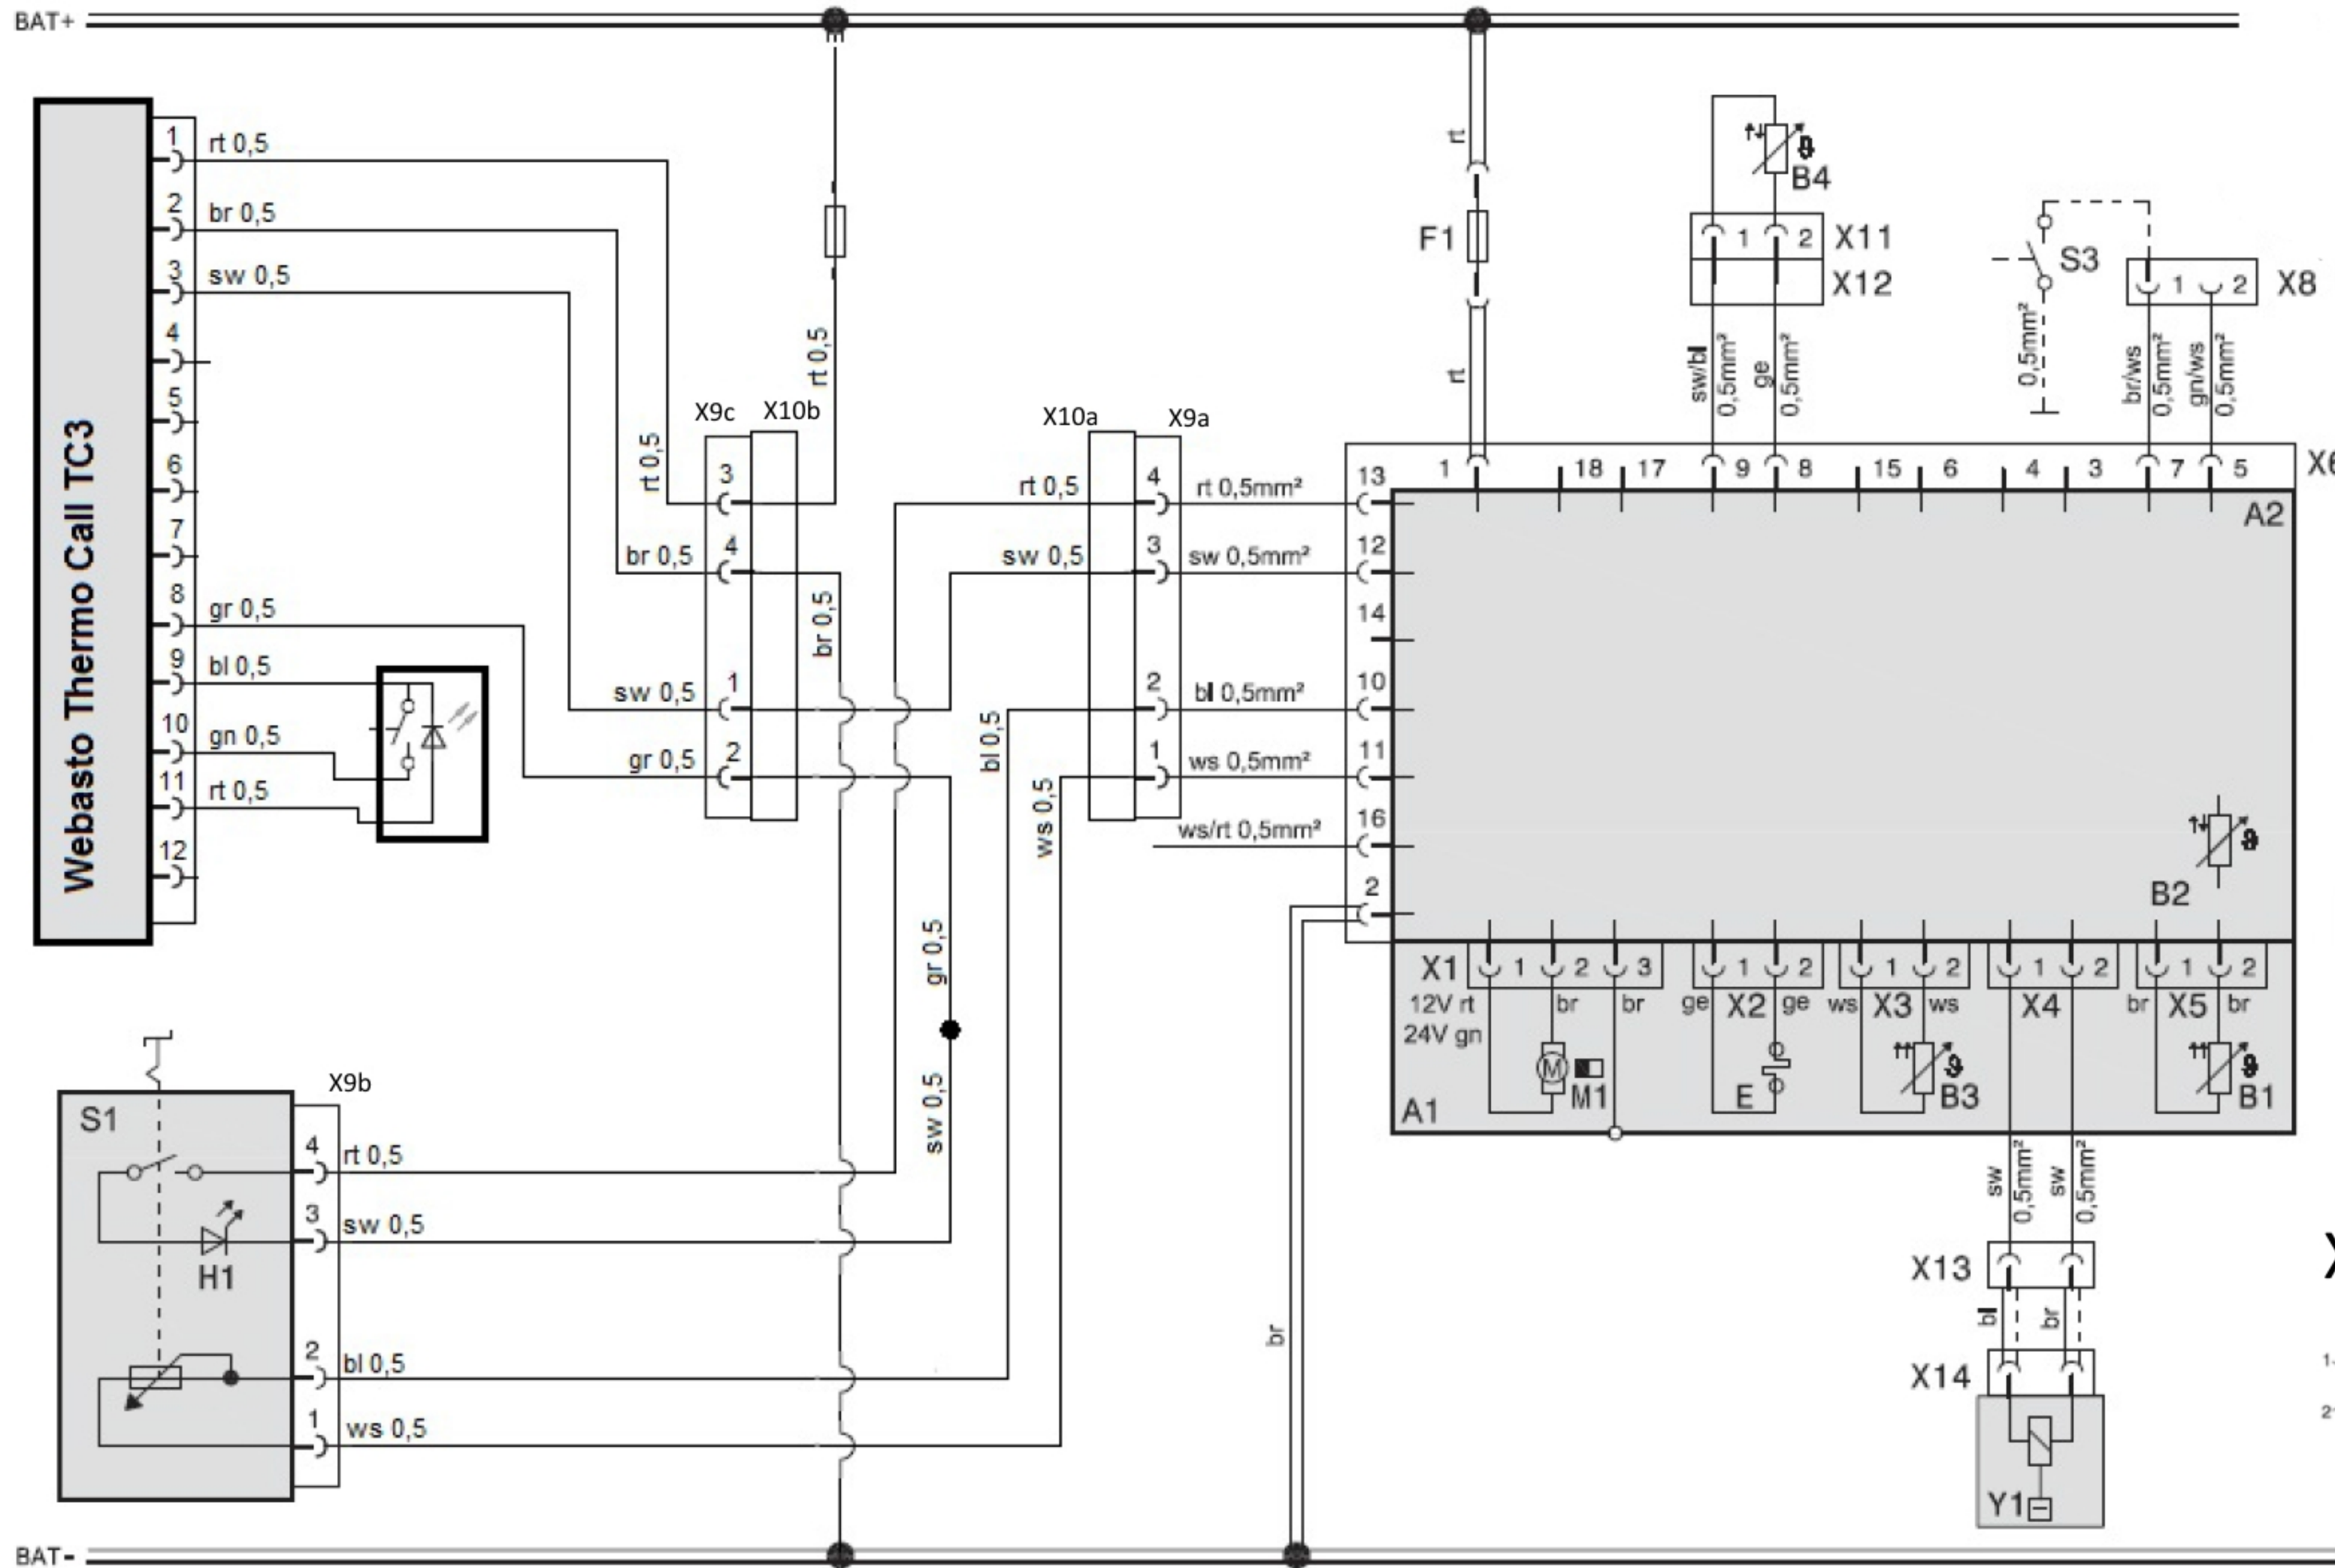 BAT+
Webasto Thermo Call TC3
1 rt 0,5
2 br 0,5
3 sw 0,5
4
5
6
7
8 gr 0,5
9 bl 0,5
10 gn 0,5
11 rt 0,5
12
rt 0,5
rt 0,5
X9c X10b
3
br 0,5 4
br 0,5
sw 0,5 1
gr 0,5 2
gr 0,5
sw 0,5
bl 0,5
ws 0,5
X10a X9a
rt 0,5 4 rt 0,5mm² 13
sw 0,5 3 sw 0,5mm² 12
14
2 bl 0,5mm² 10
1 ws 0,5mm² 11
ws/rt 0,5mm² 16
2
br
rt
F1
rt
B4
1 2 X11
X12
sw/bl 0,5mm² ge 0,5mm²
S3
0,5mm²
1 2 X8
br/ws 0,5mm² gn/ws 0,5mm²
1 18 17 9 8 15 6 4 3 7 5
A2
B2
X1 1 2 3 1 2 1 2 1 2 1 2
12V rt br br ge X2 ge ws X3 ws X4 br X5 br
24V gn
M
A1 M1 E B3 B1
sw 0,5mm² sw 0,5mm²
X13
bl br
X14
Y1
S1
X9b
4 rt 0,5
3 sw 0,5
H1
2 bl 0,5
1 ws 0,5
BAT-